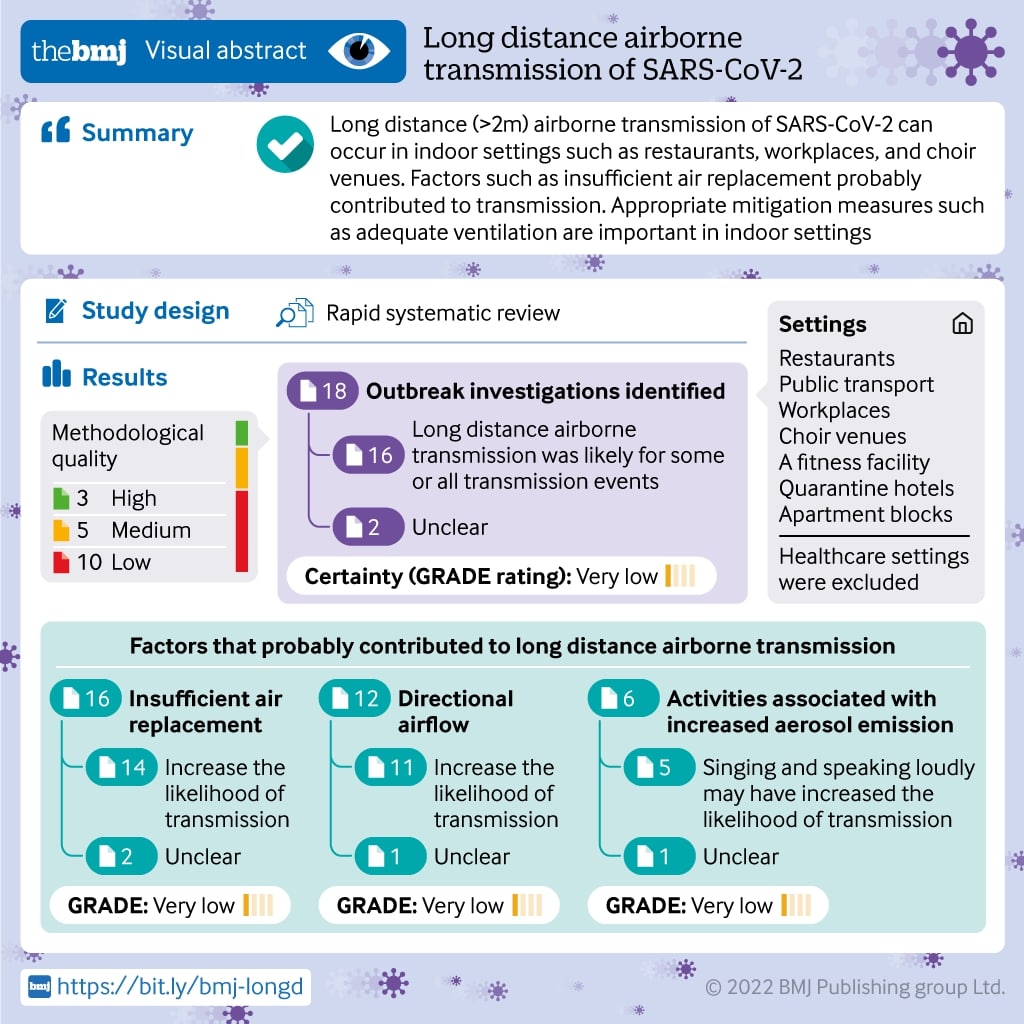 thebmj Visual abstract
Long distance airborne
transmission of SARS-CoV-2
Summary
Long distance (>2m) airborne transmission of SARS-CoV-2 can
occur in indoor settings such as restaurants, workplaces, and choir
venues. Factors such as insufficient air replacement probably
contributed to transmission. Appropriate mitigation measures such
as adequate ventilation are important in indoor settings
Study design
Rapid systematic review
Results
Methodological
quality
3 High
5 Medium
10 Low
18 Outbreak investigations identified
16 Long distance airborne
transmission was likely for some
or all transmission events
2 Unclear
Certainty (GRADE rating): Very low
Settings
Restaurants
Public transport
Workplaces
Choir venues
A fitness facility
Quarantine hotels
Apartment blocks
Healthcare settings
were excluded
Factors that probably contributed to long distance airborne transmission
16 Insufficient air
replacement
14 Increase the
likelihood of
transmission
2 Unclear
GRADE: Very low
12 Directional
airflow
11 Increase the
likelihood of
transmission
1 Unclear
GRADE: Very low
6 Activities associated with
increased aerosol emission
5 Singing and speaking loudly
may have increased the
likelihood of transmission
1 Unclear
GRADE: Very low
bmj https://bit.ly/bmj-longd
© 2022 BMJ Publishing group Ltd.